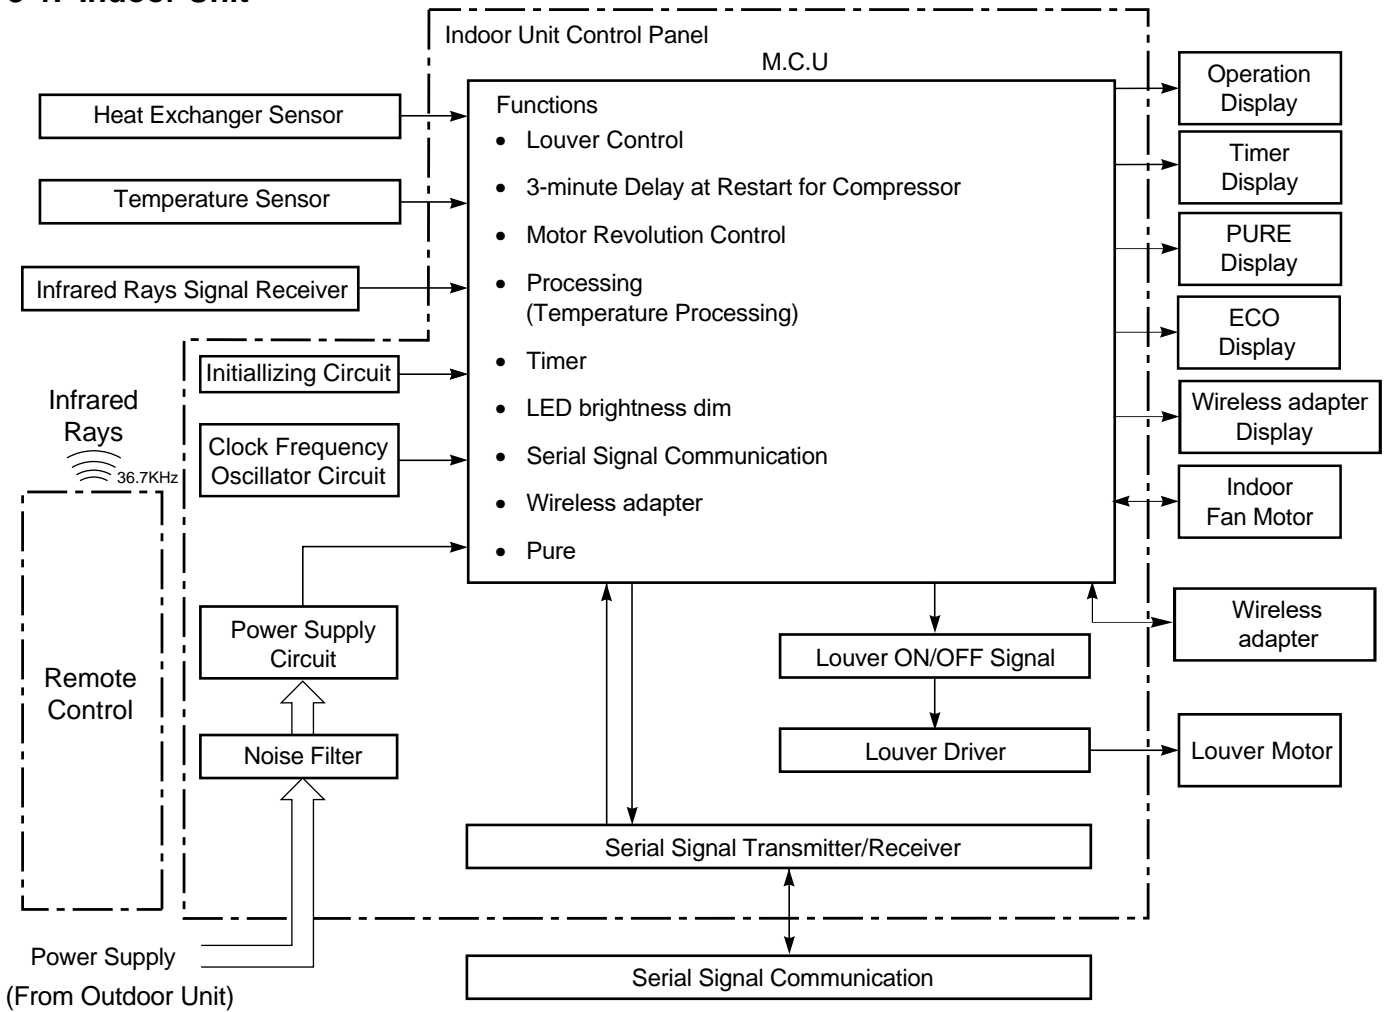 Indoor Unit
Indoor Unit Control Panel
M.C.U
Heat Exchanger Sensor
Temperature Sensor
Infrared Rays Signal Receiver
Initiallizing Circuit
Clock Frequency
Oscillator Circuit
Infrared
Rays
36.7KHz
Remote
Control
Power Supply
Circuit
Noise Filter
Power Supply
(From Outdoor Unit)
Functions
• Louver Control
• 3-minute Delay at Restart for Compressor
• Motor Revolution Control
• Processing
(Temperature Processing)
• Timer
• LED brightness dim
• Serial Signal Communication
• Wireless adapter
• Pure
Louver ON/OFF Signal
Louver Driver
Serial Signal Transmitter/Receiver
Serial Signal Communication
Operation
Display
Timer
Display
PURE
Display
ECO
Display
Wireless adapter
Display
Indoor
Fan Motor
Wireless
adapter
Louver Motor